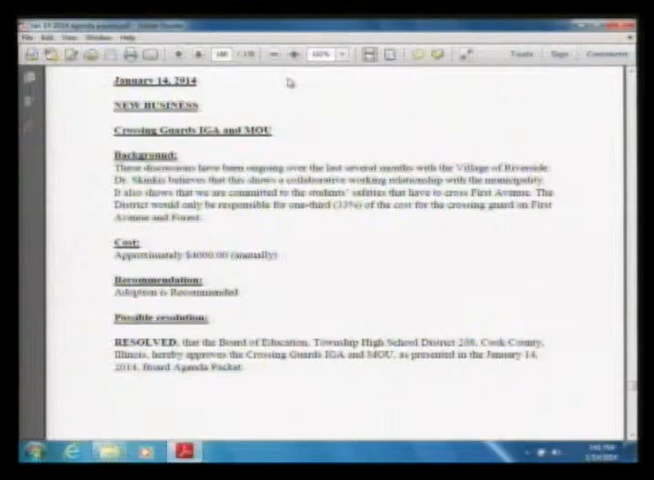 January 14, 2014
NEW BUSINESS
Crossing Guards IGA and MOU
Background:
These discussions have been ongoing over the last several months with the Village of Riverside.
Dr. Skinkis believes that this shows a collaborative working relationship with the municipality.
It also shows that we are committed to the students' safeties that have to cross First Avenue. The
District would only be responsible for one-third (33%) of the cost for the crossing guard on First
Avenue and Forest.
Cost:
Approximately $4000.00 (annually)
Recommendation:
Adoption is Recommended
Possible resolution:
RESOLVED, that the Board of Education, Township High School District 208, Cook County,
Illinois, hereby approves the Crossing Guards IGA and MOU, as presented in the January 14,
2014, Board Agenda Packet.